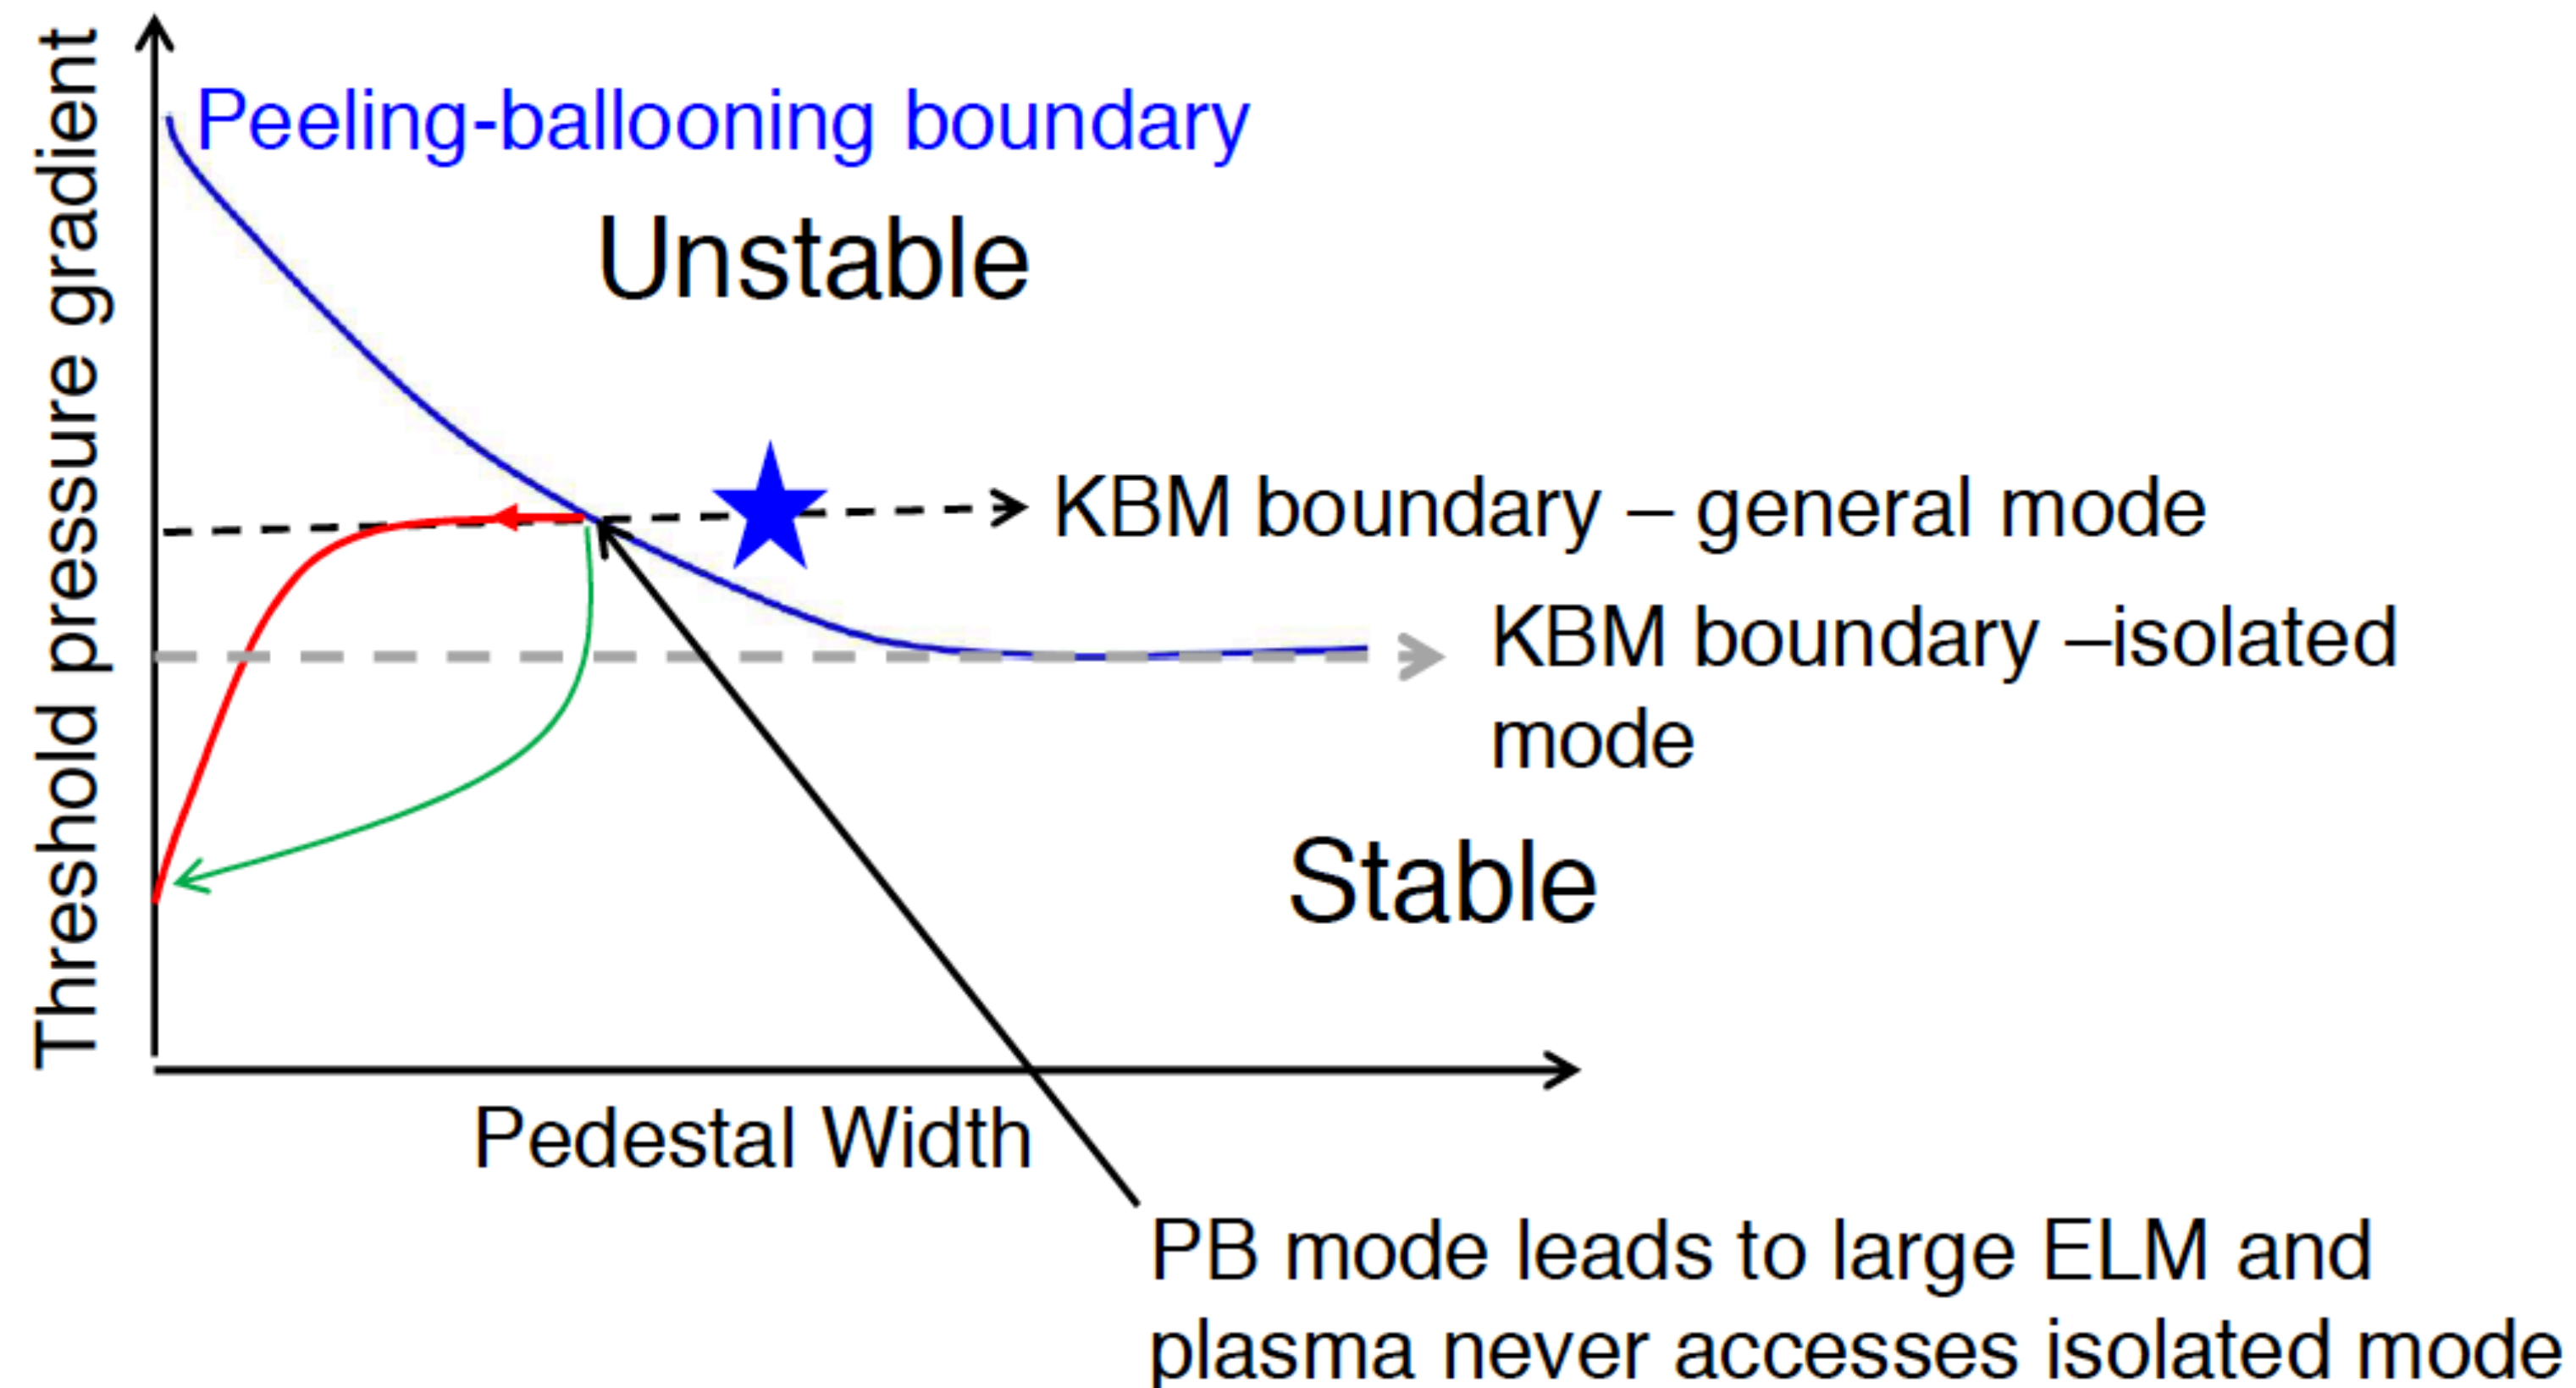 Threshold pressure gradient
Peeling-ballooning boundary
Unstable
KBM boundary – general mode
KBM boundary –isolated
mode
Stable
Pedestal Width
PB mode leads to large ELM and
plasma never accesses isolated mode